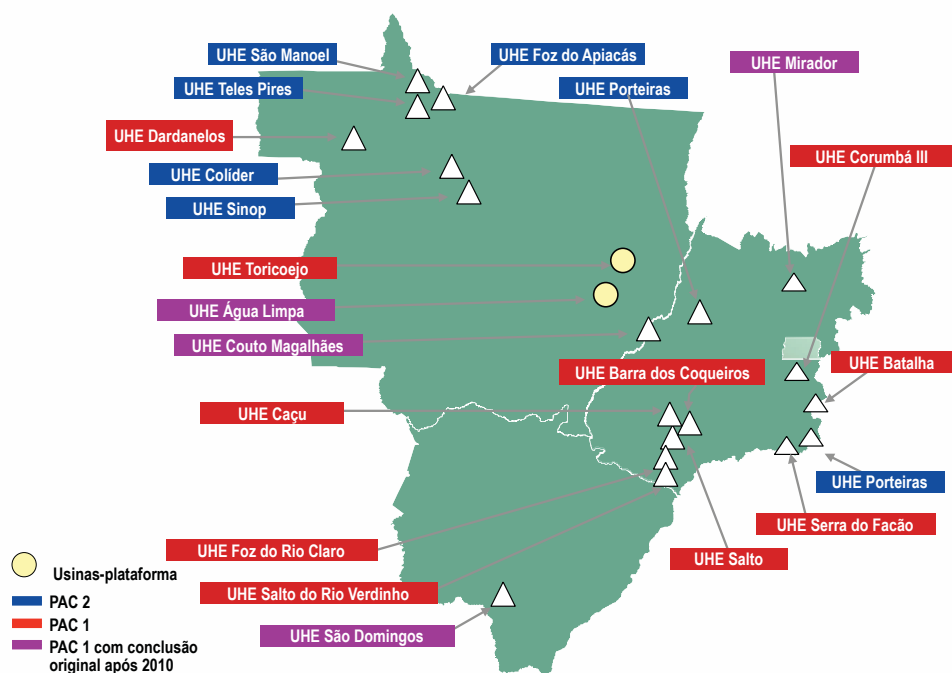 UHE São Manoel
UHE Foz do Apiacás
UHE Mirador
UHE Teles Pires
UHE Porteiras
UHE Dardanelos
UHE Corumbá III
UHE Colíder
UHE Sinop
UHE Toricoejo
UHE Água Limpa
UHE Couto Magalhães
UHE Batalha
UHE Barra dos Coqueiros
UHE Caçu
UHE Porteiras
UHE Serra do Facão
UHE Foz do Rio Claro
UHE Salto
UHE Salto do Rio Verdinho
UHE São Domingos
Usinas-plataforma
PAC 2
PAC 1
PAC 1 com conclusão
original após 2010